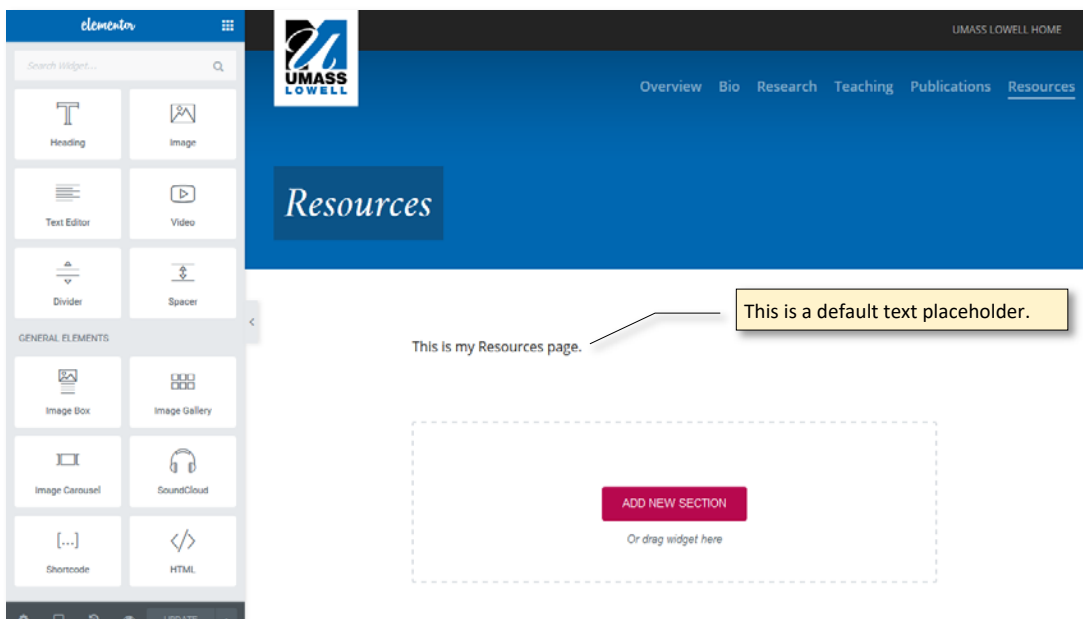 elementor
Search Widget...
Heading
Image
Text Editor
Video
Divider
Spacer
GENERAL ELEMENTS
Image Box
Image Gallery
Image Carousel
SoundCloud
[...]
Shortcode
</>
HTML
UMASS LOWELL HOME
UMASS
LOWELL
Overview Bio Research Teaching Publications Resources
Resources
This is a default text placeholder.
This is my Resources page.
ADD NEW SECTION
Or drag widget here